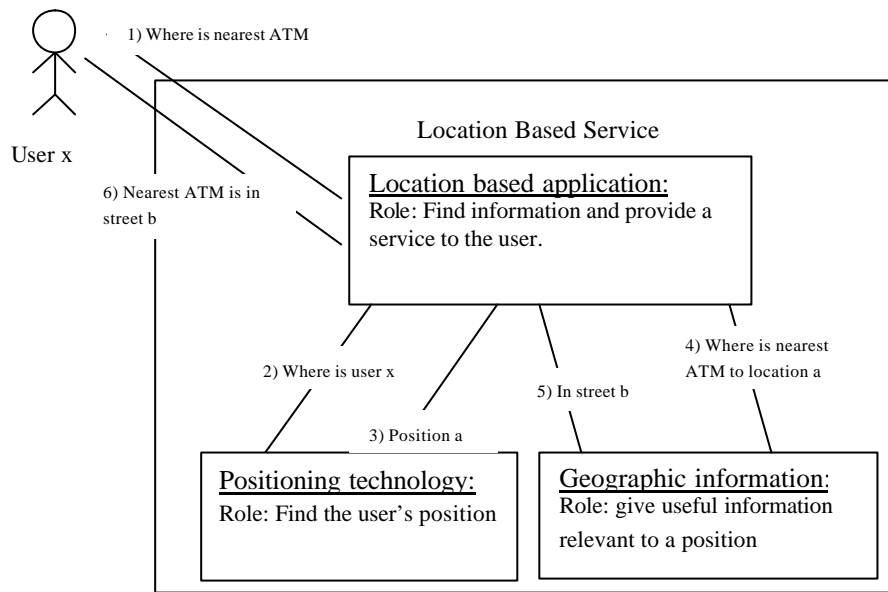 1) Where is nearest ATM
User x
Location Based Service
6) Nearest ATM is in
street b
Location based application:
Role: Find information and provide a
service to the user.
2) Where is user x
3) Position a
5) In street b
4) Where is nearest
ATM to location a
Positioning technology:
Role: Find the user's position
Geographic information:
Role: give useful information
relevant to a position